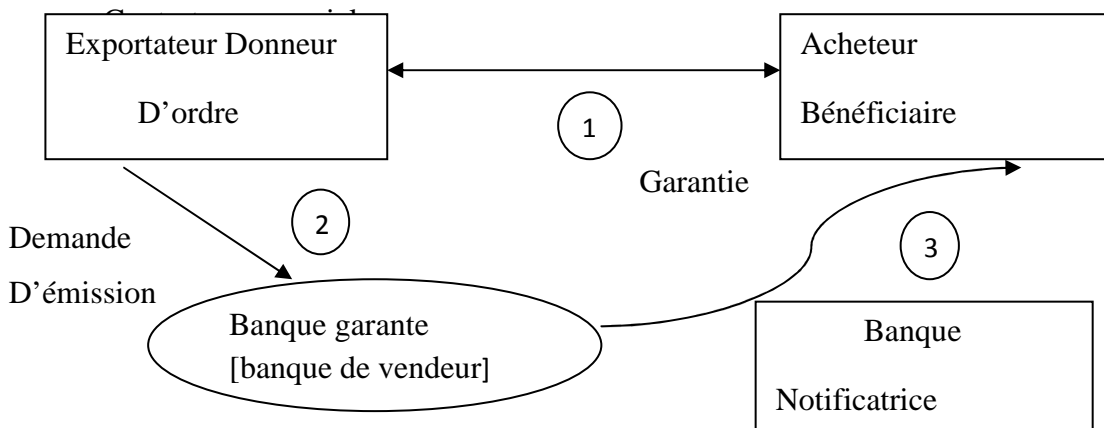 Exportateur Donneur
D'ordre
Acheteur
Bénéficiaire
1
Garantie
2
Demande
D'émission
3
Banque garante
[banque de vendeur]
Banque
Notificatrice